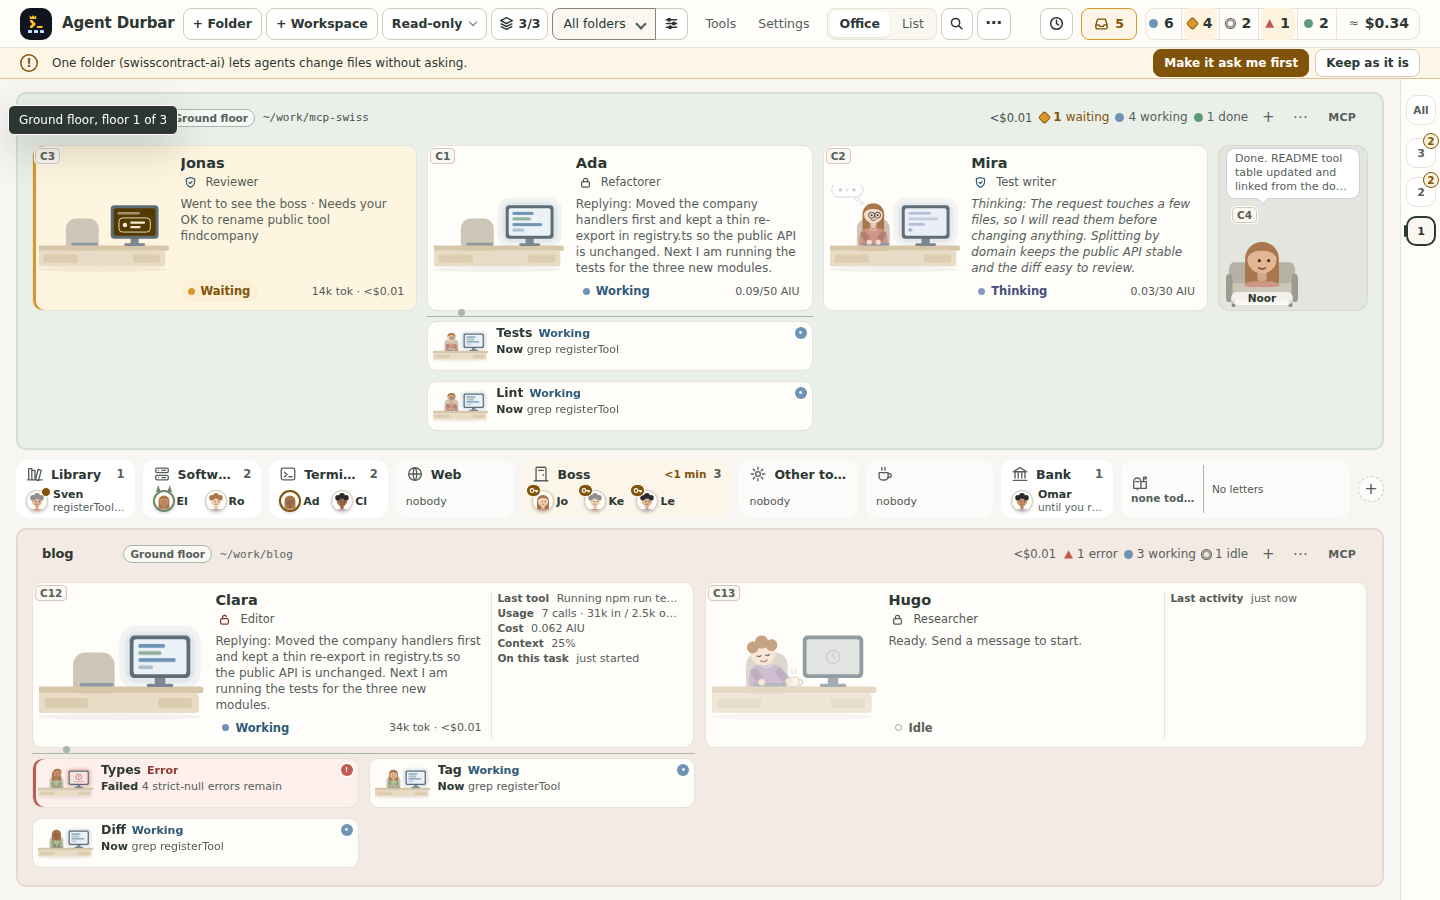 Agent Durbar
+ Folder
+ Workspace
Read-only
3/3
All folders
Tools
Settings
Office
List
5
6
4
2
1
2
≈ $0.34
One folder (swisscontract-ai) lets agents change files without asking.
Make it ask me first
Keep as it is
Ground floor, floor 1 of 3
Ground floor
~/work/mcp-swiss
<$0.01
1 waiting
4 working
1 done
+
MCP
C3
Jonas
Reviewer
Went to see the boss · Needs your
OK to rename public tool
findcompany
Waiting
14k tok · <$0.01
C1
Ada
Refactorer
Replying: Moved the company
handlers first and kept a thin re-
export in registry.ts so the public API
is unchanged. Next I am running the
tests for the three new modules.
Working
0.09/50 AIU
C2
Mira
Test writer
Thinking: The request touches a few
files, so I will read them before
changing anything. Splitting by
domain keeps the public API stable
and the diff easy to review.
Thinking
0.03/30 AIU
Done. README tool
table updated and
linked from the do…
C4
Noor
Tests Working
Now grep registerTool
Lint Working
Now grep registerTool
All
2
3
2
2
1
Library 1
Sven
registerTool…
Softw… 2
El
Ro
Termi… 2
Ad
Cl
Web
nobody
Boss <1 min 3
Jo
Ke
Le
Other to…
nobody
nobody
Bank 1
Omar
until you r…
none tod…
No letters
+
blog
Ground floor
~/work/blog
<$0.01
1 error
3 working
1 idle
+
MCP
C12
Clara
Editor
Replying: Moved the company handlers first
and kept a thin re-export in registry.ts so
the public API is unchanged. Next I am
running the tests for the three new
modules.
Working
34k tok · <$0.01
Last tool Running npm run te…
Usage 7 calls · 31k in / 2.5k o…
Cost 0.062 AIU
Context 25%
On this task just started
C13
Hugo
Researcher
Ready. Send a message to start.
Idle
Last activity just now
Types Error
Failed 4 strict-null errors remain
Tag Working
Now grep registerTool
Diff Working
Now grep registerTool